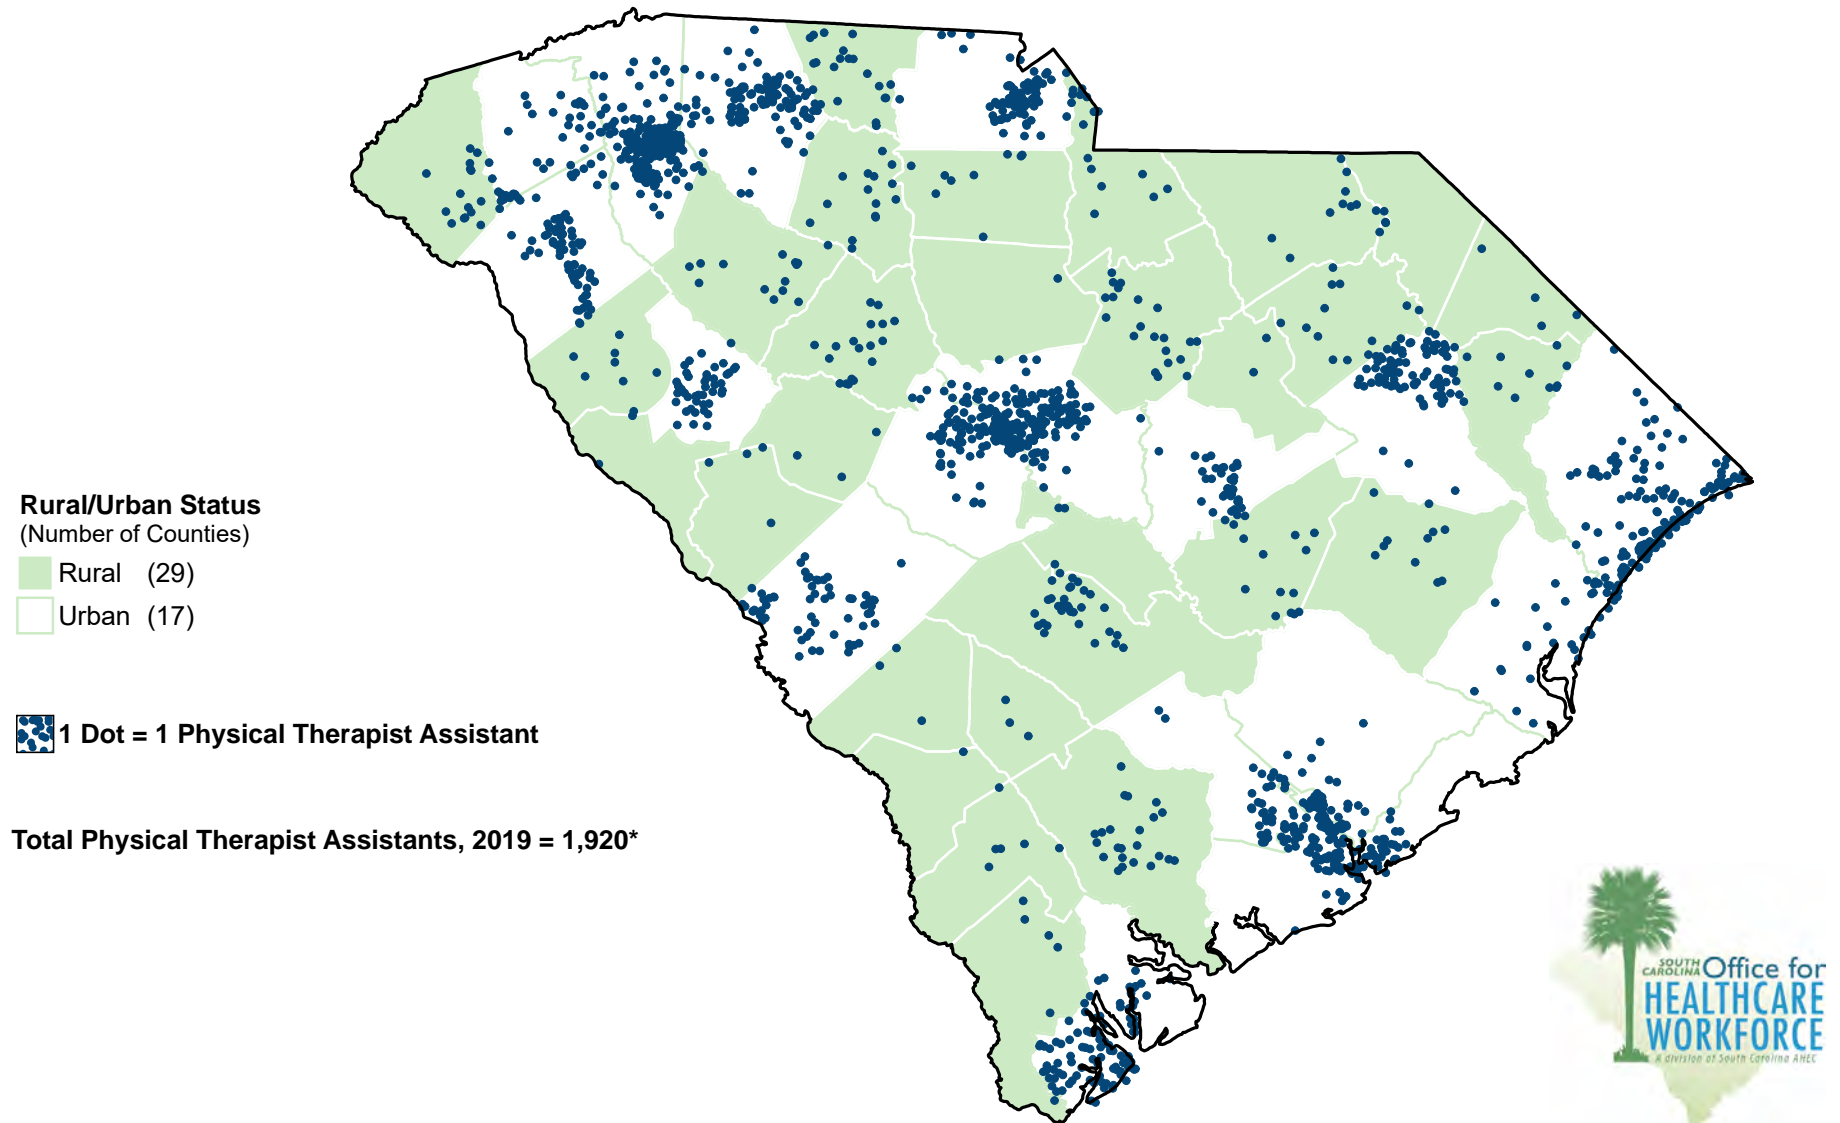 Rural/Urban Status
(Number of Counties)
Rural (29)
Urban (17)
1 Dot = 1 Physical Therapist Assistant
Total Physical Therapist Assistants, 2019 = 1,920*
SOUTH CAROLINA Office for
HEALTHCARE
WORKFORCE
A division of South Carolina AHEC